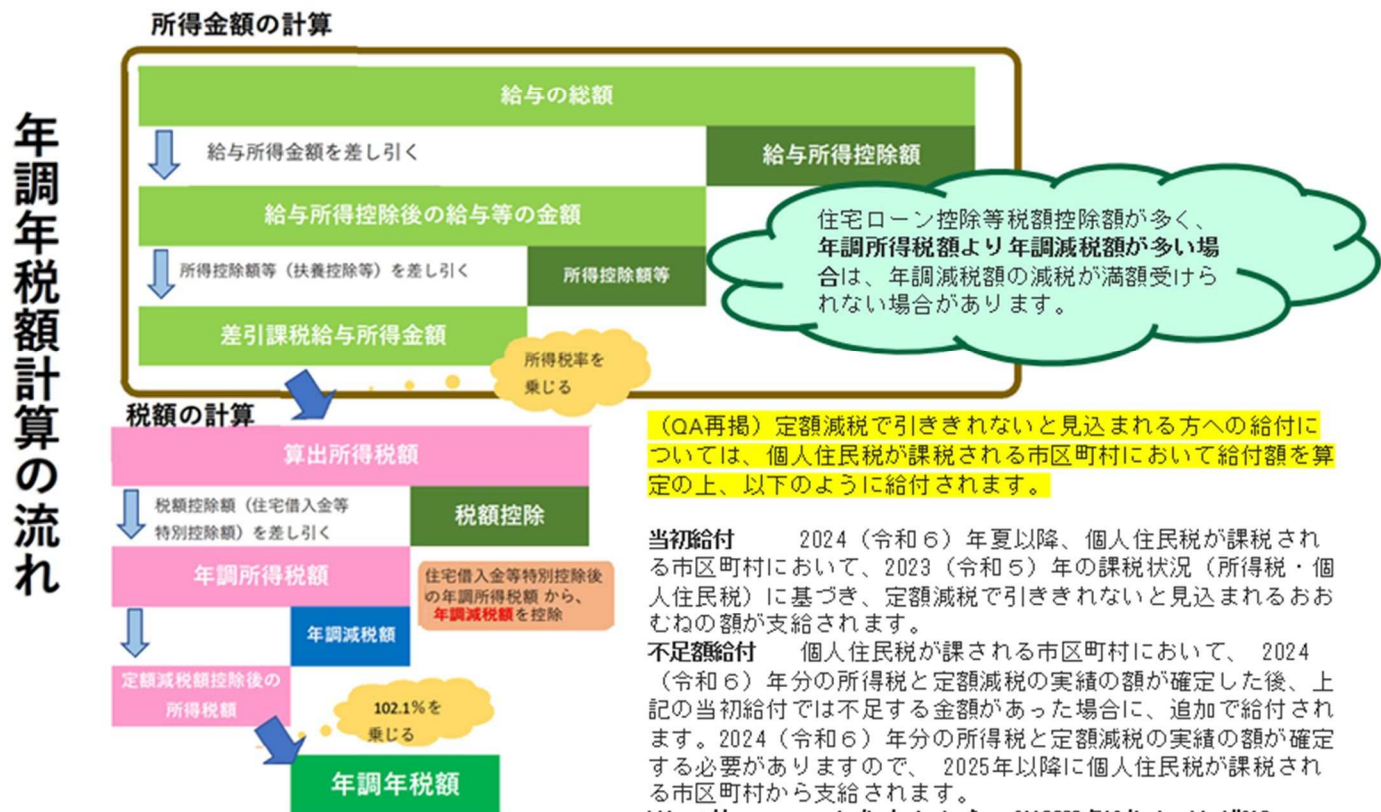 年調年税額計算の流れ
所得金額の計算
給与の総額
給与所得金額を差し引く
給与所得控除額
給与所得控除後の給与等の金額
所得控除額等（扶養控除等）を差し引く
所得控除額等
差引課税給与所得金額
所得税率を
乗じる
住宅ローン控除等税額控除額が多く、
年調所得税額より年調減税額が多い場
合は、年調減税額の減税が満額受けら
れない場合があります。
税額の計算
算出所得税額
税額控除額（住宅借入金等
特別控除額）を差し引く
税額控除
年調所得税額
住宅借入金等特別控除後
の年調所得税額 から、
年調減税額を控除
年調減税額
定額減税額控除後の
所得税額
102.1%を
乗じる
年調年税額
（QA再掲）定額減税で引ききれないと見込まれる方への給付に
ついては、個人住民税が課税される市区町村において給付額を算
定の上、以下のように給付されます。
当初給付　　2024（令和６）年夏以降、個人住民税が課税され
る市区町村において、2023（令和５）年の課税状況（所得税・個
人住民税）に基づき、定額減税で引ききれないと見込まれるおお
むねの額が支給されます。
不足額給付　　個人住民税が課される市区町村において、 2024
（令和６）年分の所得税と定額減税の実績の額が確定した後、上
記の当初給付では不足する金額があった場合に、追加で給付され
ます。2024（令和６）年分の所得税と定額減税の実績の額が確定
する必要がありますので、 2025年以降に個人住民税が課税され
る市区町村から支給されます。